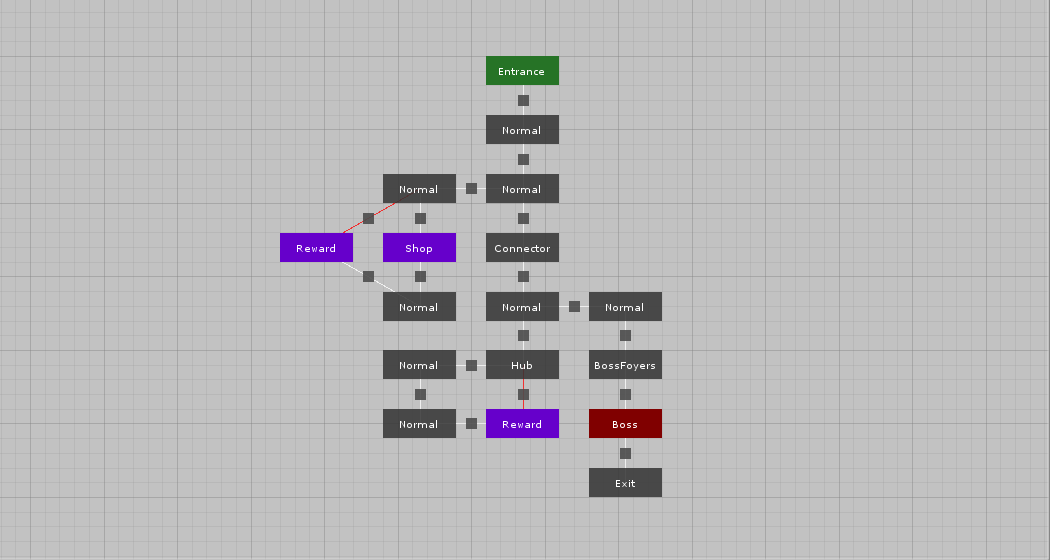 Entrance
Normal
Normal
Normal
Reward
Shop
Connector
Normal
Normal
Normal
Normal
Hub
BossFoyers
Normal
Reward
Boss
Exit